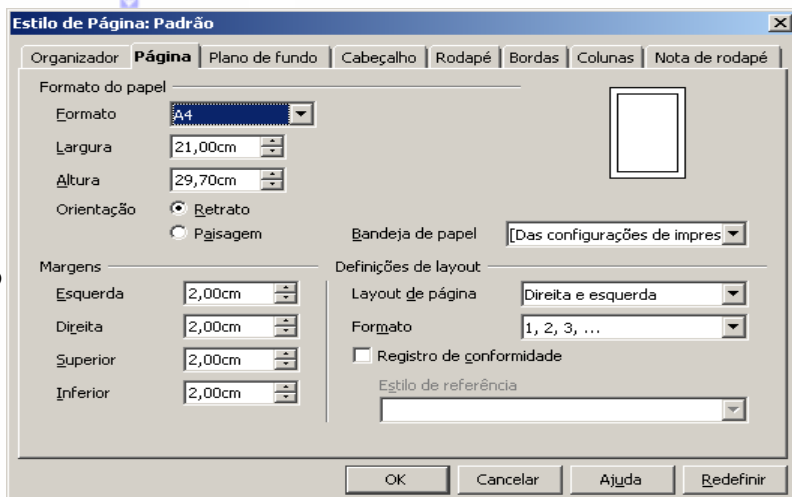 Estilo de Página: Padrão
Organizador Página Plano de fundo Cabeçalho Rodapé Bordas Colunas Nota de rodapé
Formato do papel
Formato A4
Largura 21,00cm
Altura 29,70cm
Orientação Retrato
Paisagem
Bandeja de papel [Das configurações de impres
Margens
Esquerda 2,00cm
Direita 2,00cm
Superior 2,00cm
Inferior 2,00cm
Definições de layout
Layout de página Direita e esquerda
Formato 1, 2, 3, ...
Registro de conformidade
Estilo de referência
OK Cancelar Ajuda Redefinir